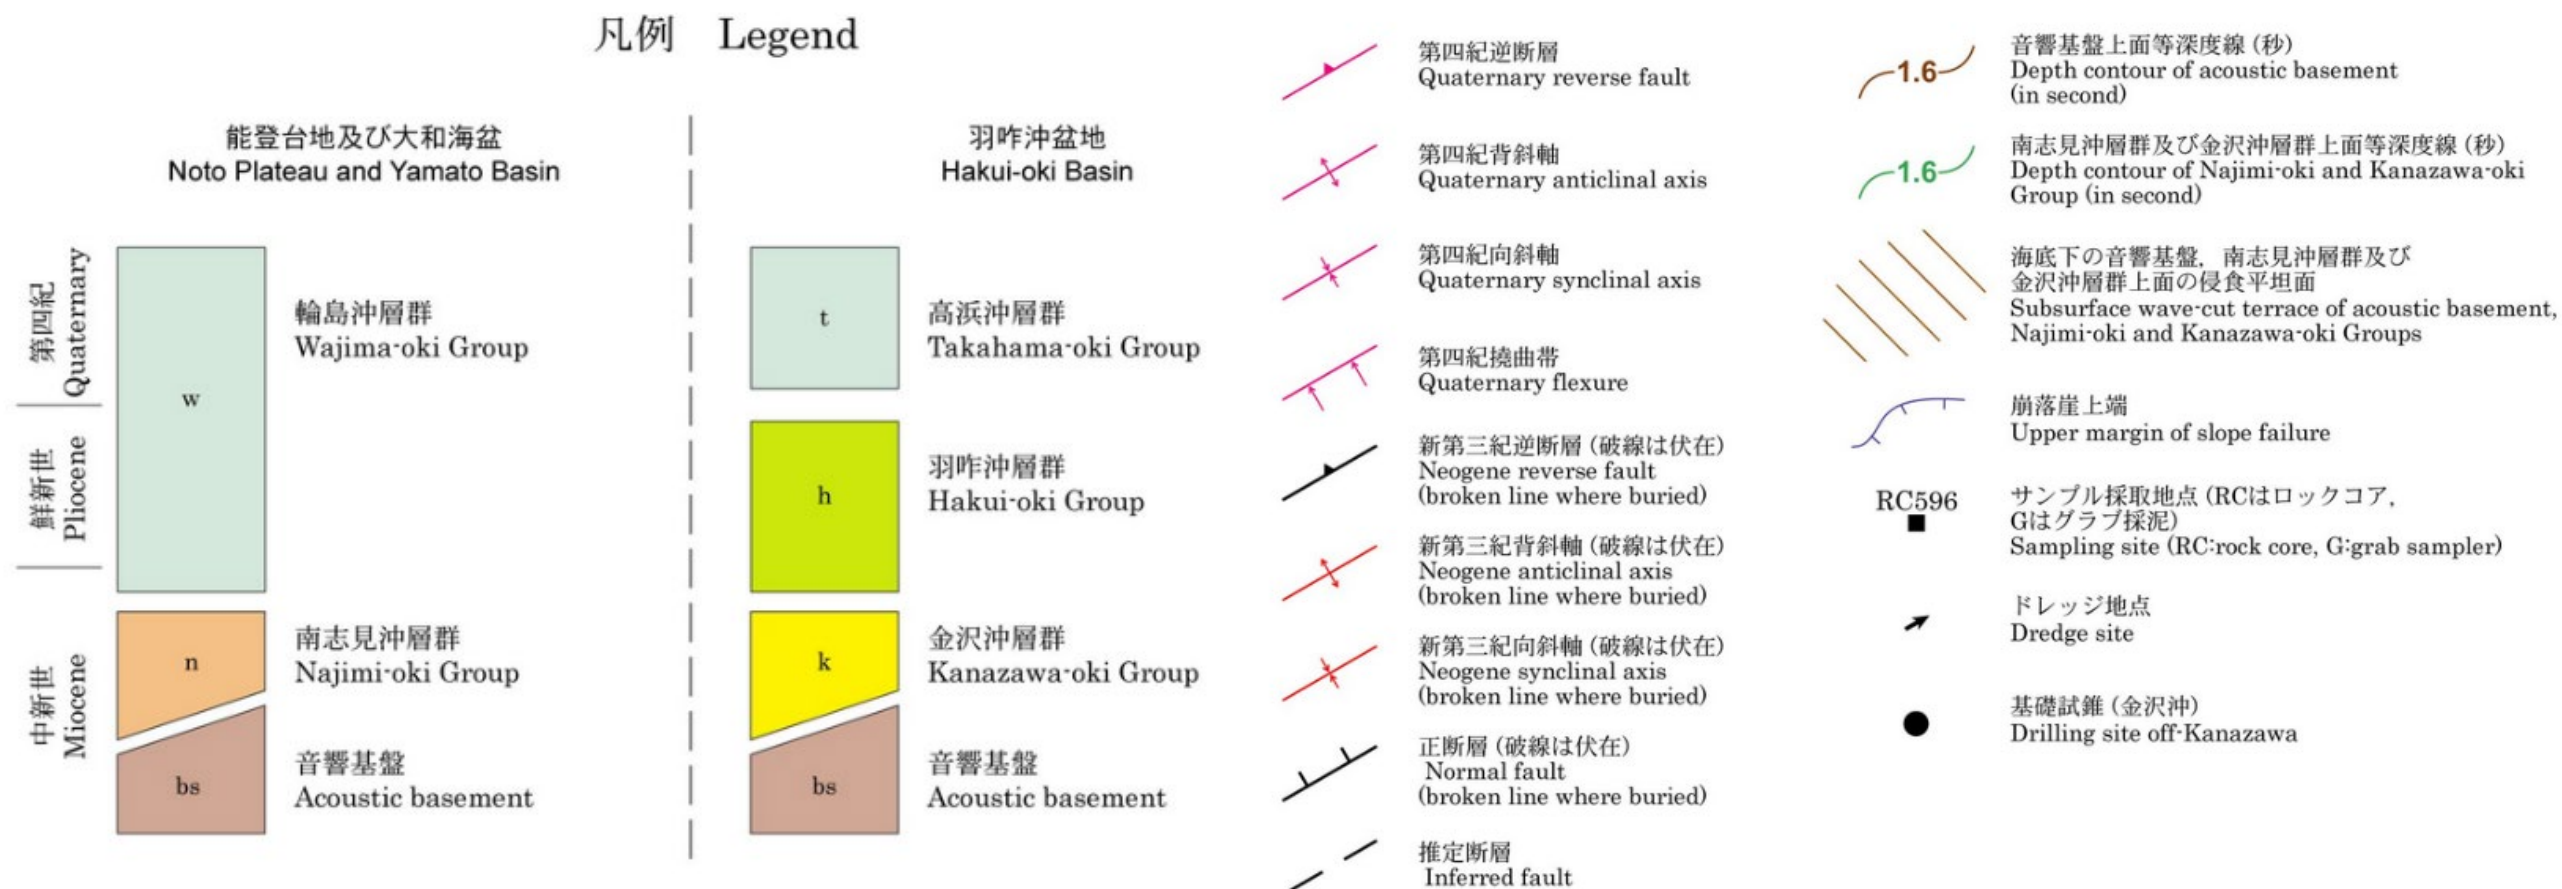 凡例 Legend
能登台地及び大和海盆
Noto Plateau and Yamato Basin
羽咋沖盆地
Hakui-oki Basin
第四紀
Quaternary
鮮新世
Pliocene
中新世
Miocene
w
輪島沖層群
Wajima-oki Group
n
南志見沖層群
Najimi-oki Group
bs
音響基盤
Acoustic basement
t
高浜沖層群
Takahama-oki Group
h
羽咋沖層群
Hakui-oki Group
k
金沢沖層群
Kanazawa-oki Group
bs
音響基盤
Acoustic basement
第四紀逆断層
Quaternary reverse fault
第四紀背斜軸
Quaternary anticlinal axis
第四紀向斜軸
Quaternary synclinal axis
第四紀撓曲帯
Quaternary flexure
新第三紀逆断層 (破線は伏在)
Neogene reverse fault
(broken line where buried)
新第三紀背斜軸 (破線は伏在)
Neogene anticlinal axis
(broken line where buried)
新第三紀向斜軸 (破線は伏在)
Neogene synclinal axis
(broken line where buried)
正断層 (破線は伏在)
Normal fault
(broken line where buried)
推定断層
Inferred fault
1.6
音響基盤上面等深度線 (秒)
Depth contour of acoustic basement
(in second)
1.6
南志見沖層群及び金沢沖層群上面等深度線 (秒)
Depth contour of Najimi-oki and Kanazawa-oki
Group (in second)
海底下の音響基盤, 南志見沖層群及び
金沢沖層群上面の侵食平坦面
Subsurface wave-cut terrace of acoustic basement,
Najimi-oki and Kanazawa-oki Groups
崩落崖上端
Upper margin of slope failure
RC596
サンプル採取地点 (RCはロックコア,
Gはグラブ採泥)
Sampling site (RC:rock core, G:grab sampler)
ドレッジ地点
Dredge site
基礎試錐 (金沢沖)
Drilling site off-Kanazawa